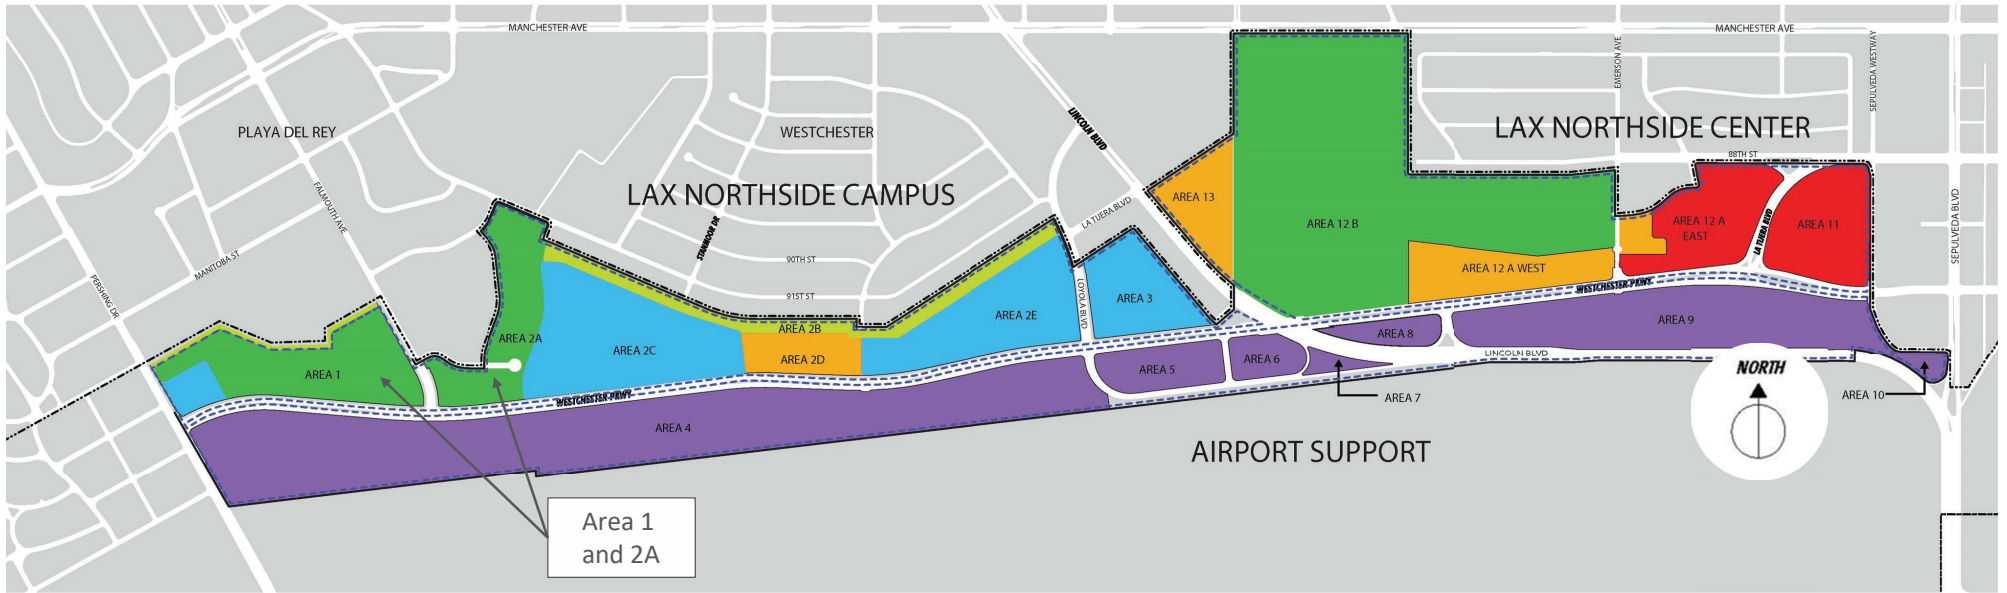 MANCHESTER AVE
MANCHESTER AVE
EMERSON AVE
SEPULVEDA WESTWAY
PLAYA DEL REY
WESTCHESTER
LINCOLN BLVD
LAX NORTHSIDE CENTER
88TH ST
LAX NORTHSIDE CAMPUS
FALMOUTH AVE
AREA 13
LA TIJERA BLVD
AREA 12 B
AREA 12 A
EAST
LA TIJERA BLVD
AREA 11
SEPULVEDA BLVD
STANMOOR DR
MANITOBA ST
90TH ST
AREA 12 A WEST
PERSHING DR
91ST ST
LOYOLA BLVD
AREA 3
WESTCHESTER PKWY
AREA 2B
AREA 2E
AREA 2A
AREA 2C
AREA 2D
AREA 8
AREA 9
AREA 1
AREA 5
AREA 6
LINCOLN BLVD
NORTH
WESTCHESTER PKWY
AREA 7
AREA 10
AREA 4
AIRPORT SUPPORT
Area 1
and 2A